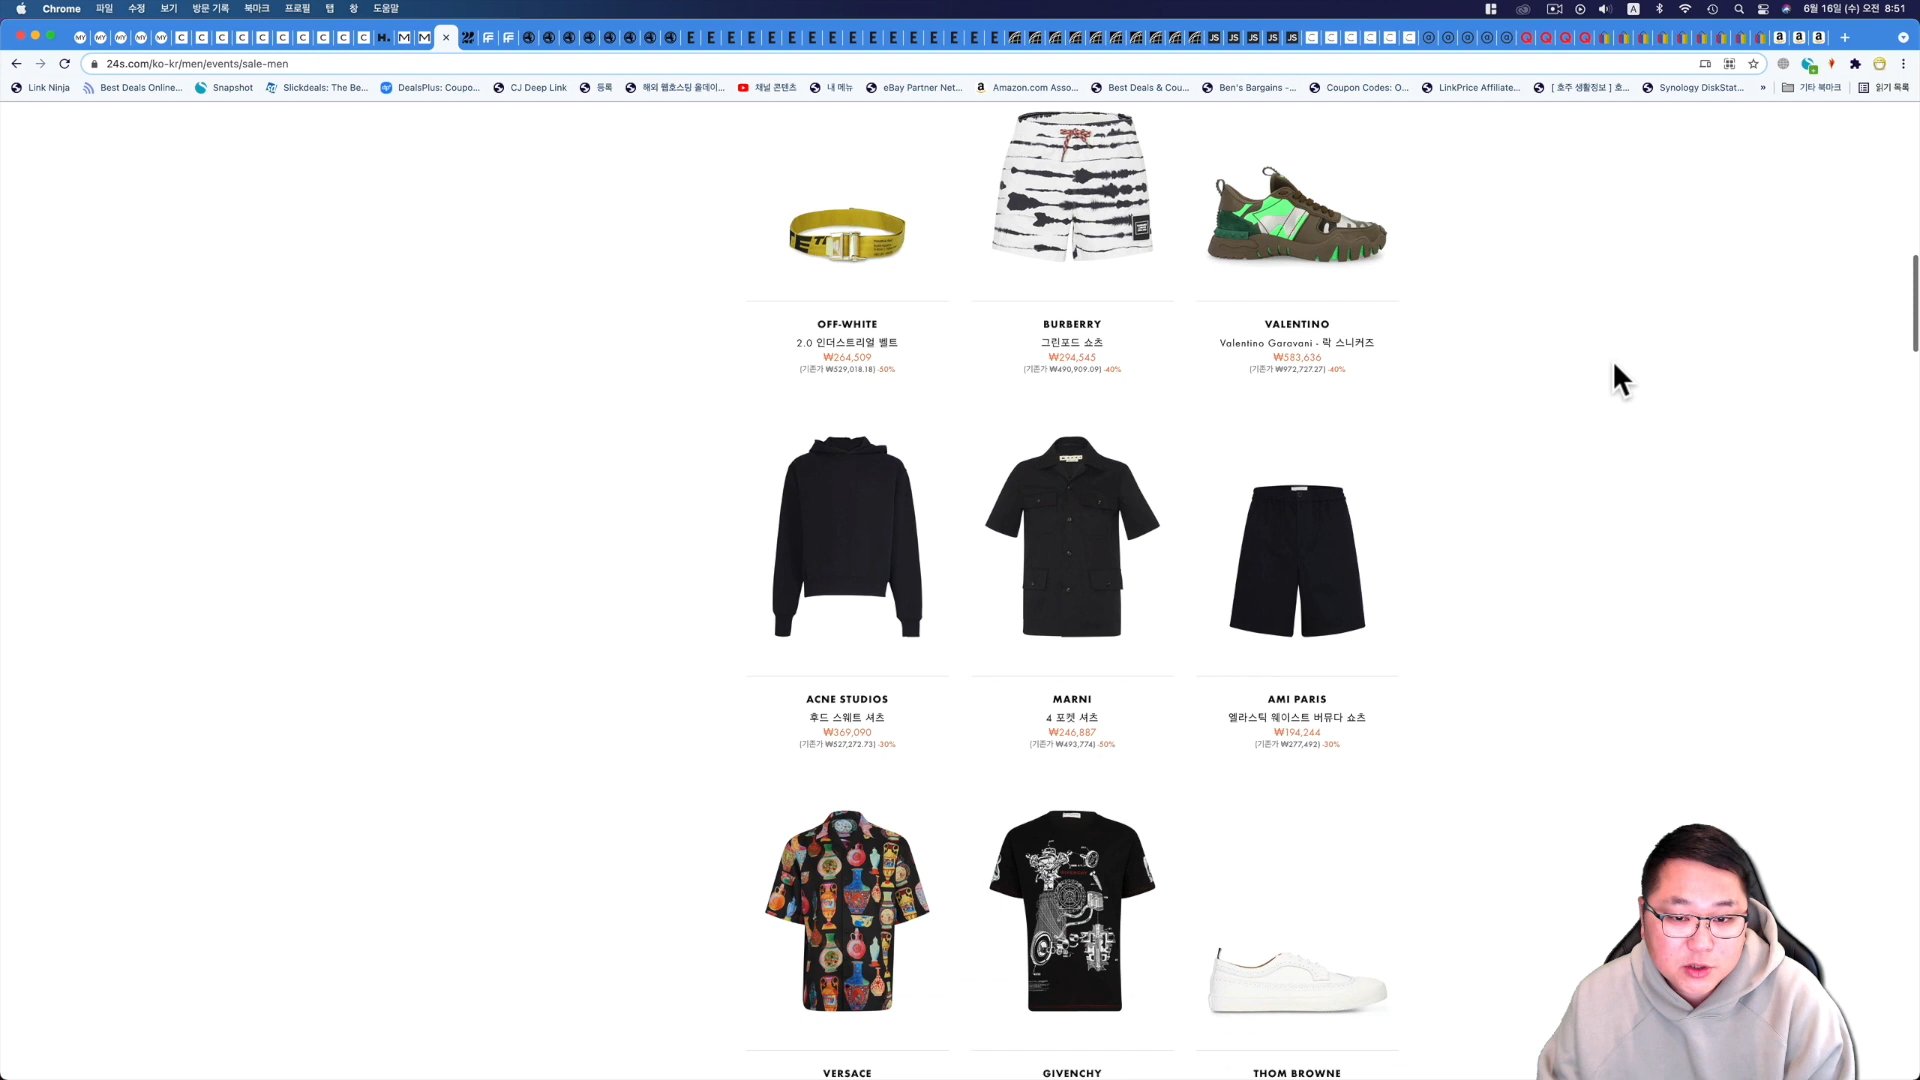 Chrome 파일 수정 보기 방문 기록 북마크 프로필 탭 창 도움말 6월 16일 (수) 오전 8:51
24s.com/ko-kr/men/events/sale-men
Link Ninja Best Deals Online... Snapshot Slickdeals: The Be... DealsPlus: Coupo... CJ Deep Link 등록 해외 웹호스팅 올데이... 채널 콘텐츠 내 메뉴 eBay Partner Net... Amazon.com Asso... Best Deals & Cou... Ben's Bargains -... Coupon Codes: O... LinkPrice Affiliate... [ 호주 생활정보 ] 호... Synology DiskStat... » 기타 북마크 읽기 목록
OFF-WHITE BURBERRY VALENTINO
2.0 인더스트리얼 벨트 그린포드 쇼츠 Valentino Garavani - 락 스니커즈
₩264,509 ₩294,545 ₩583,636
(기존가 ₩529,018.18) -50% (기존가 ₩490,909.09) -40% (기존가 ₩972,727.27) -40%
ACNE STUDIOS MARNI AMI PARIS
후드 스웨트 셔츠 4 포켓 셔츠 엘라스틱 웨이스트 버뮤다 쇼츠
₩369,090 ₩246,887 ₩194,244
(기존가 ₩527,272.73) -30% (기존가 ₩493,774) -50% (기존가 ₩277,492) -30%
VERSACE GIVENCHY THOM BROWNE